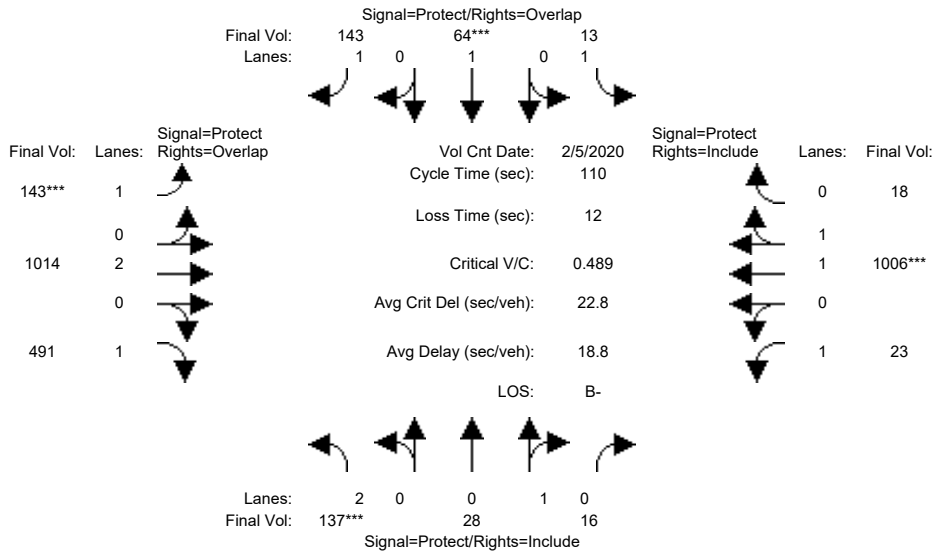 Signal=Protect/Rights=Overlap
Final Vol: 143 64*** 13
Lanes: 1 0 1 0 1
Signal=Protect
Final Vol: Lanes: Rights=Overlap
Vol Cnt Date: 2/5/2020
Signal=Protect
Rights=Include Lanes: Final Vol:
Cycle Time (sec): 110
143*** 1
0 18
Loss Time (sec): 12
0
1
1014 2
Critical V/C: 0.489
1 1006***
0
Avg Crit Del (sec/veh): 22.8
0
491 1
Avg Delay (sec/veh): 18.8
1 23
LOS: B-
Lanes: 2 0 0 1 0
Final Vol: 137*** 28 16
Signal=Protect/Rights=Include